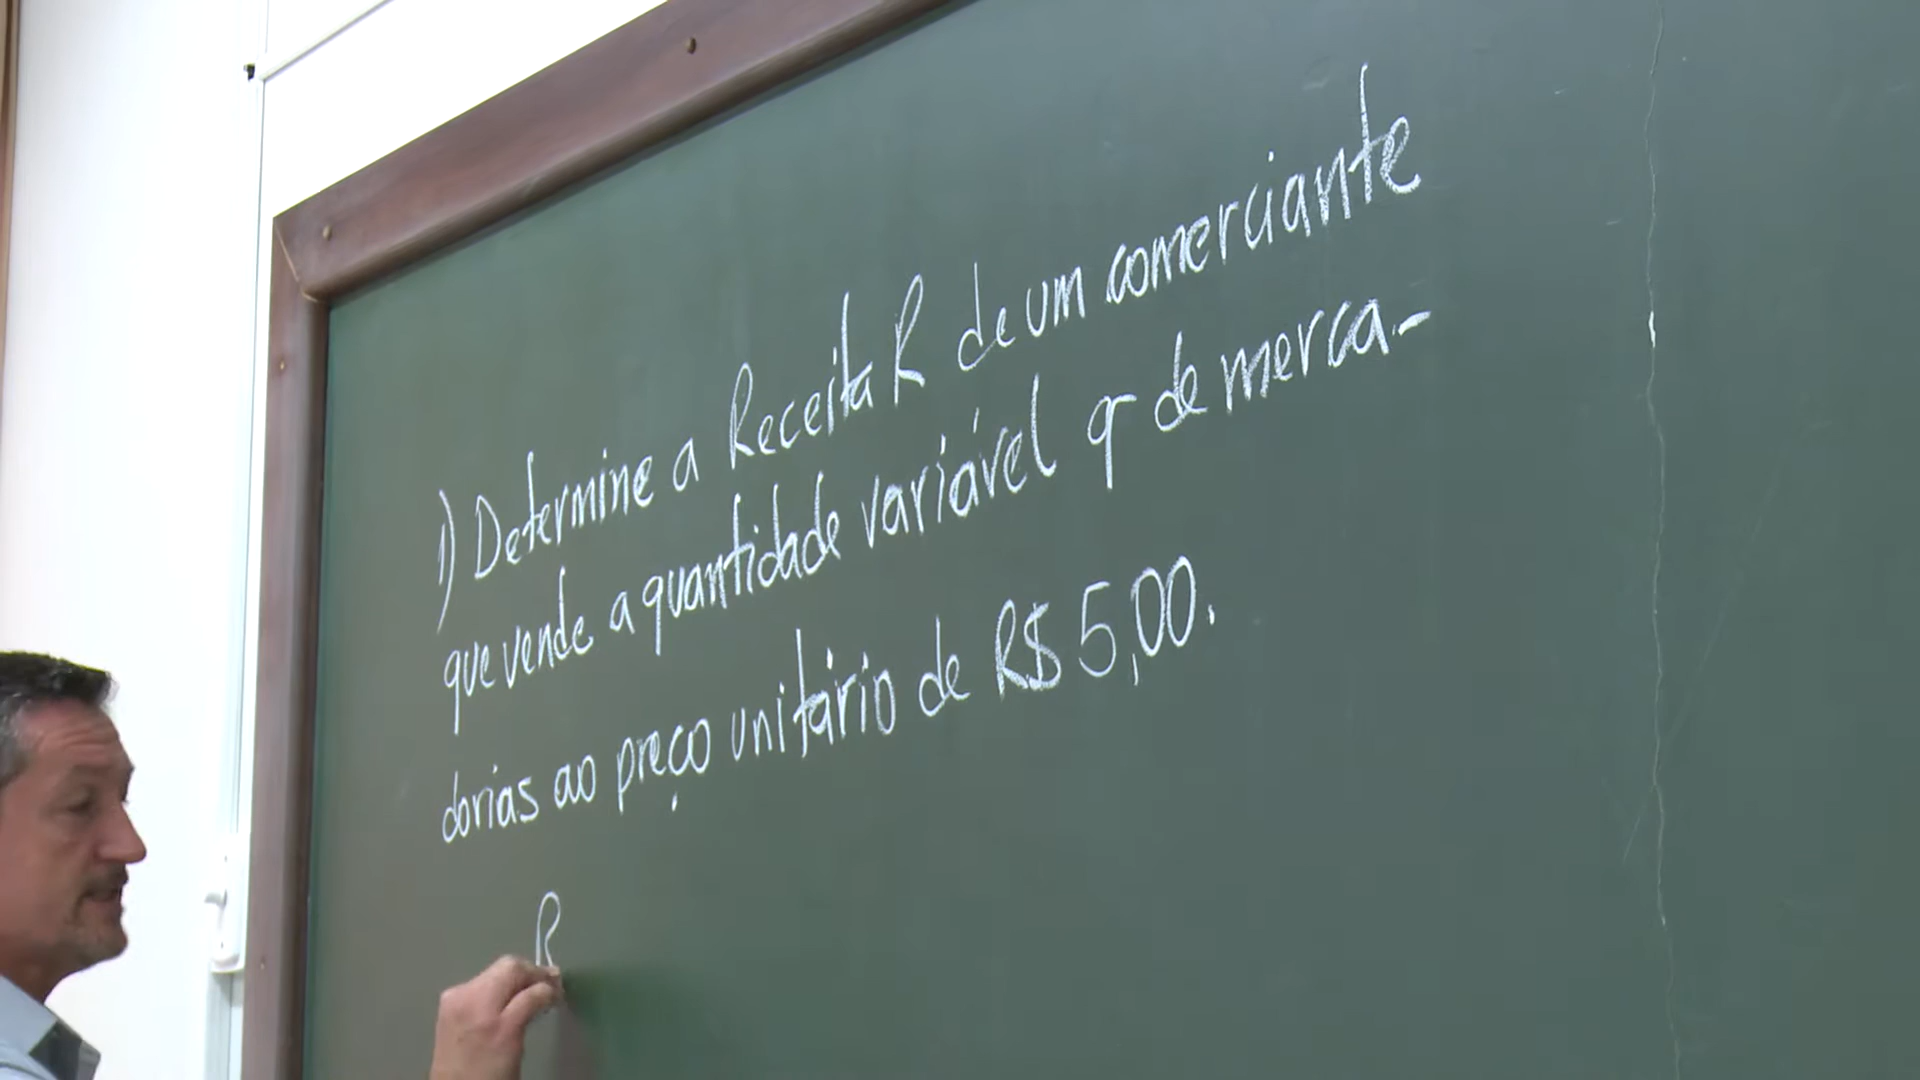 1) Determine a Receita R de um comerciante
que vende a quantidade variável q de merca-
dorias ao preço unitário de R$ 5,00.
R